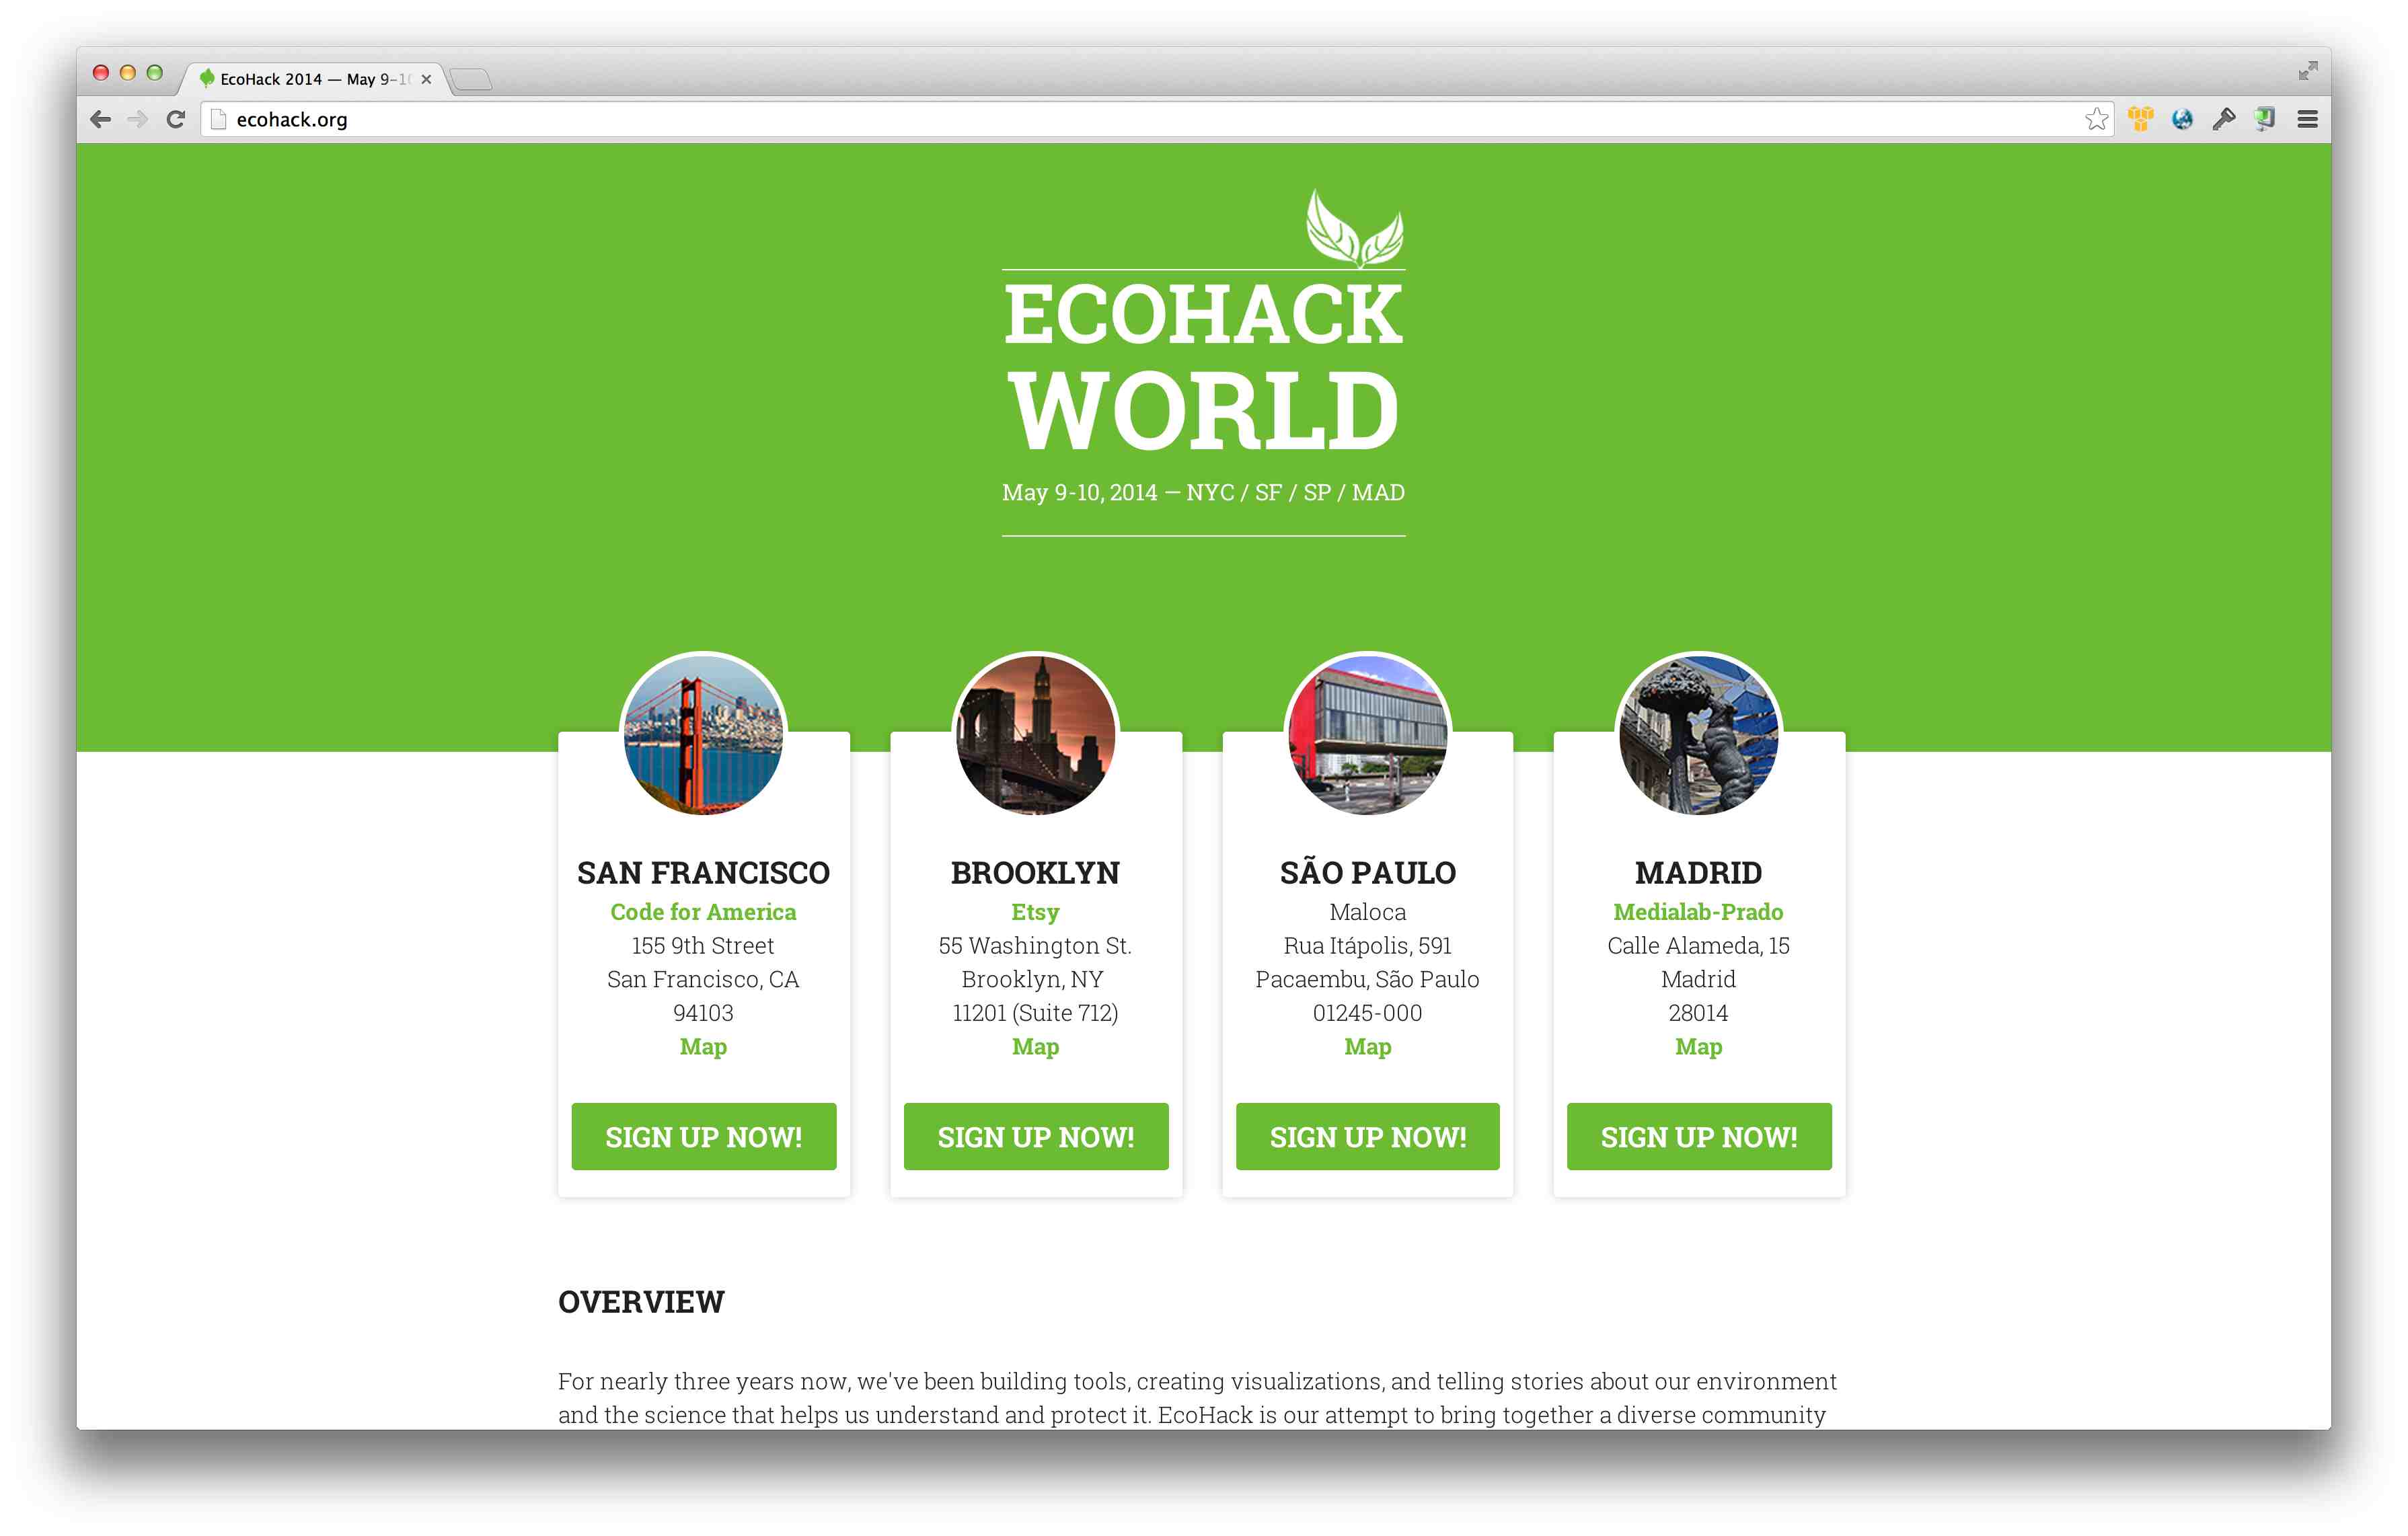 EcoHack 2014 — May 9-10
ecohack.org
ECOHACK
WORLD
May 9-10, 2014 — NYC / SF / SP / MAD
SAN FRANCISCO
Code for America
155 9th Street
San Francisco, CA
94103
Map
SIGN UP NOW!
BROOKLYN
Etsy
55 Washington St.
Brooklyn, NY
11201 (Suite 712)
Map
SIGN UP NOW!
SÃO PAULO
Maloca
Rua Itápolis, 591
Pacaembu, São Paulo
01245-000
Map
SIGN UP NOW!
MADRID
Medialab-Prado
Calle Alameda, 15
Madrid
28014
Map
SIGN UP NOW!
OVERVIEW
For nearly three years now, we've been building tools, creating visualizations, and telling stories about our environment
and the science that helps us understand and protect it. EcoHack is our attempt to bring together a diverse community